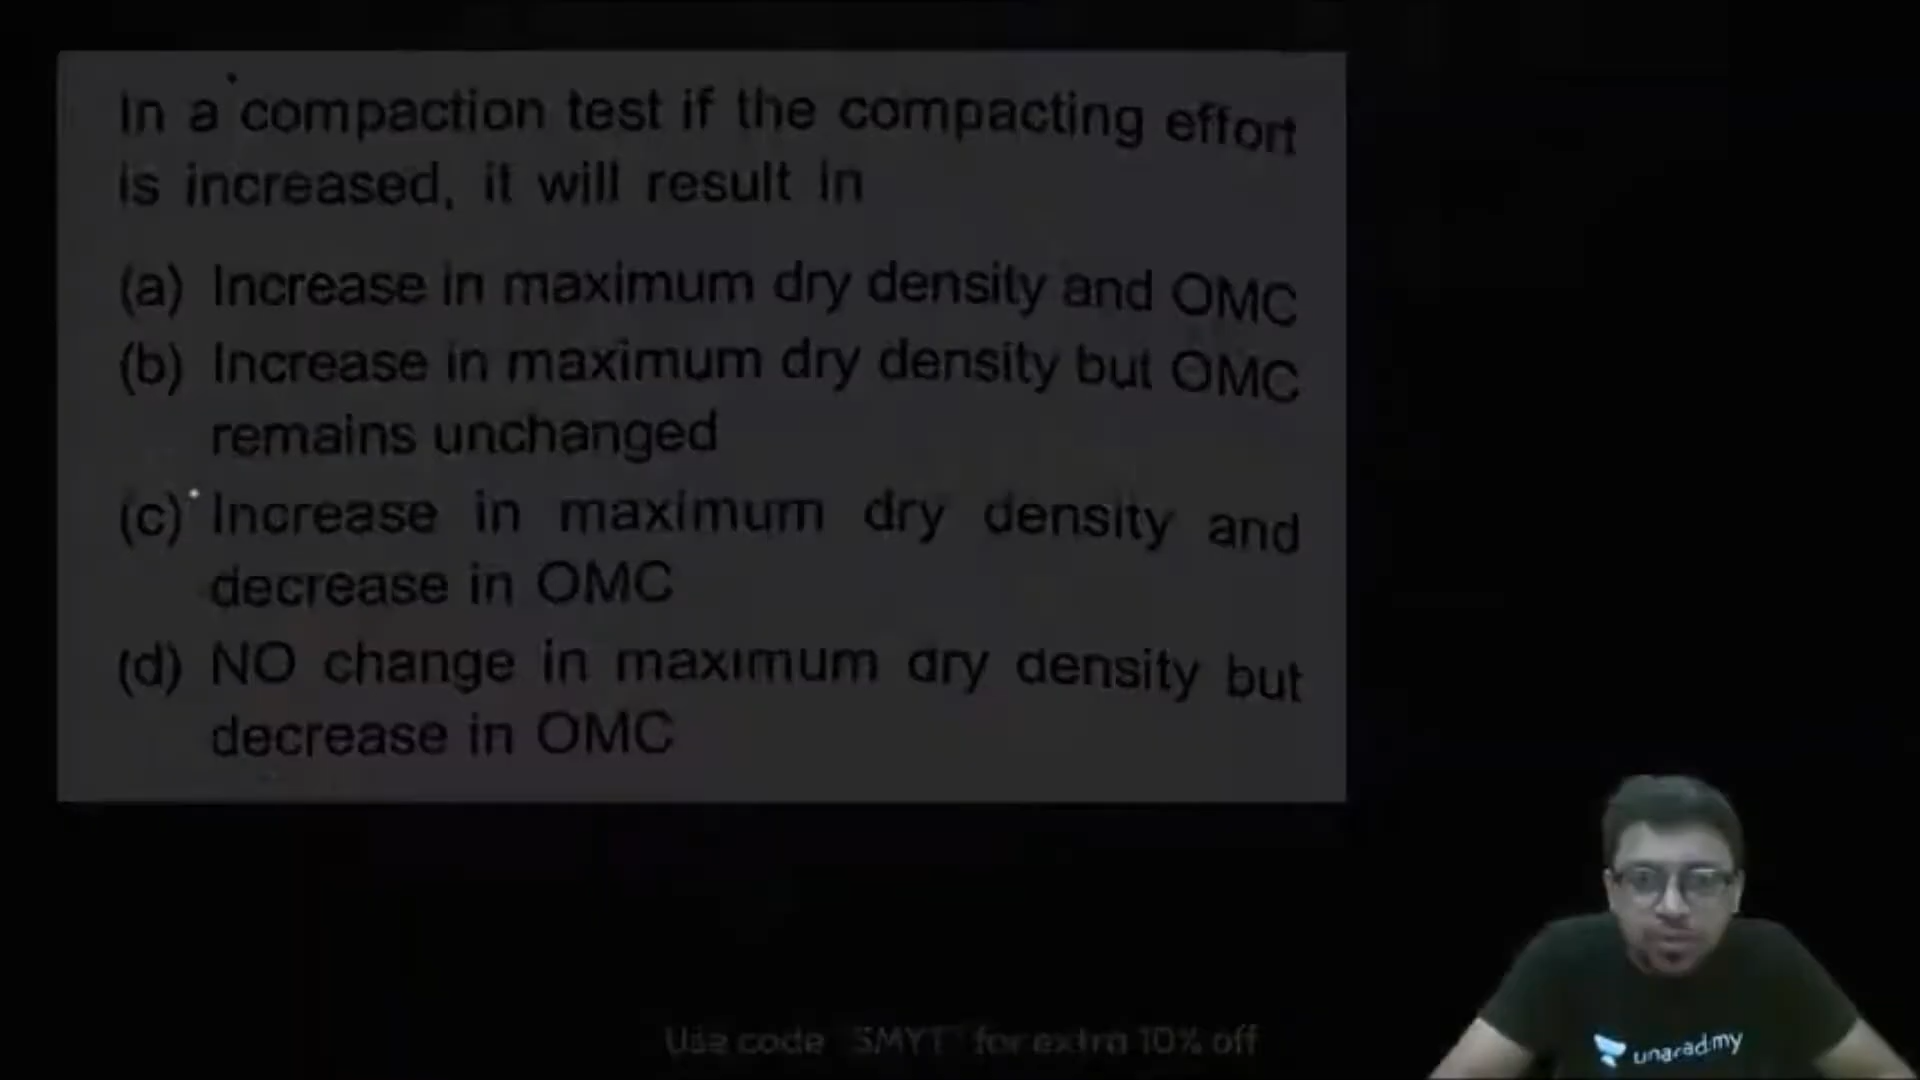 In a compaction test if the compacting effort
is increased, it will result in
(a) Increase in maximum dry density and OMC
(b) Increase in maximum dry density but OMC
remains unchanged
(c) Increase in maximum dry density and
decrease in OMC
(d) NO change in maximum dry density but
decrease in OMC
Use code "SMYT" for extra 10% off
unacademy